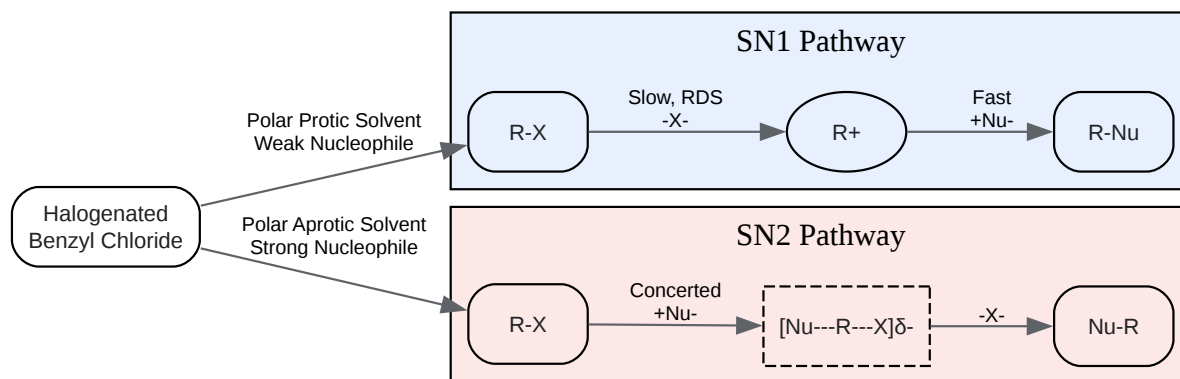 SN1 Pathway
Polar Protic Solvent
Weak Nucleophile
R-X
Slow, RDS
-X-
R+
Fast
+Nu-
R-Nu
Halogenated
Benzyl Chloride
Polar Aprotic Solvent
Strong Nucleophile
SN2 Pathway
R-X
Concerted
+Nu-
[Nu---R---X]δ-
-X-
Nu-R